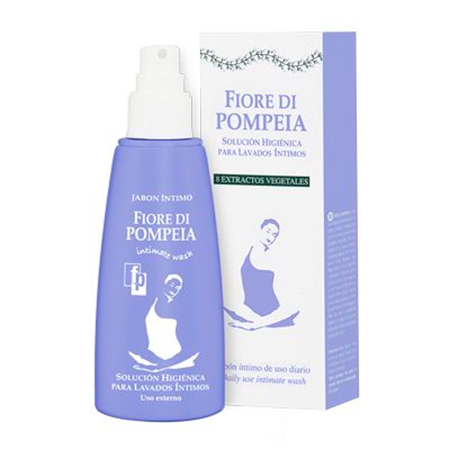 JABON ÍNTIMO
FIORE DI
POMPEIA
intimate wash
fp
SOLUCIÓN HIGIÉNICA
PARA LAVADOS ÍNTIMOS
Uso externo
FIORE DI
POMPEIA
SOLUCIÓN HIGIÉNICA
PARA LAVADOS ÍNTIMOS
8 EXTRACTOS VEGETALES
bón íntimo de uso diario
Daily use intimate wash